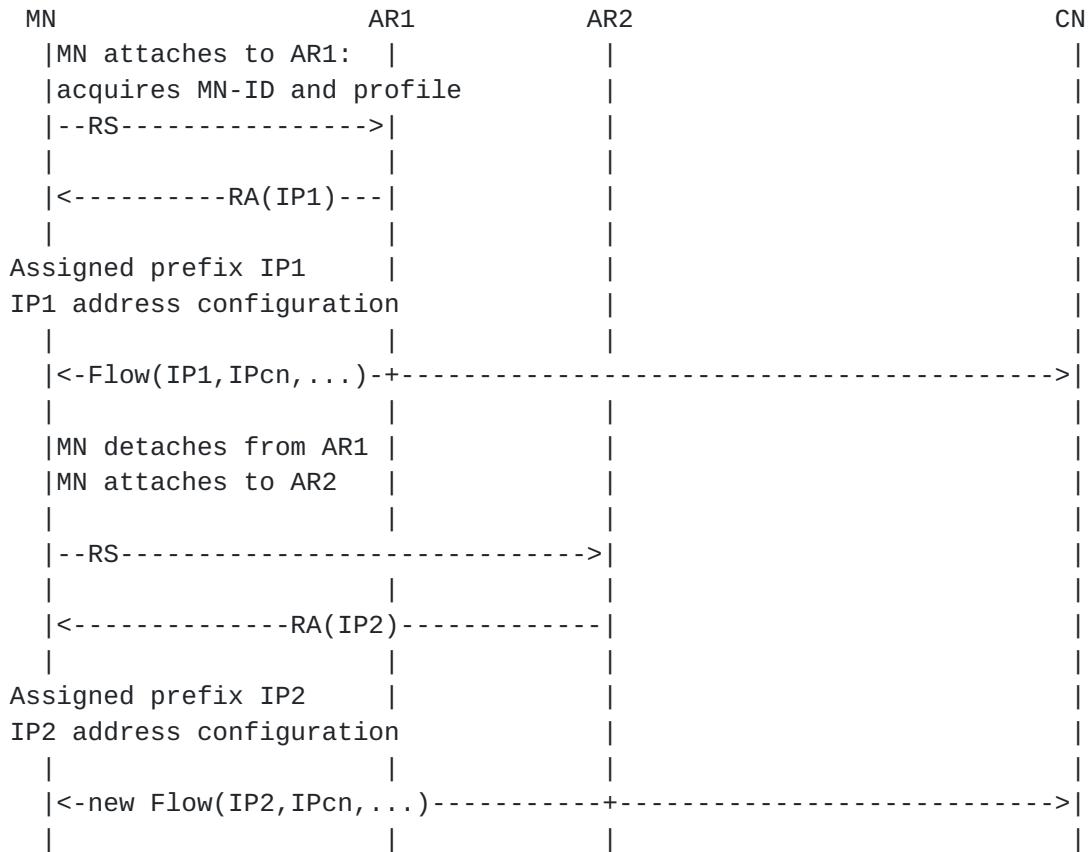 MN                     AR1           AR2                           CN
  |MN attaches to AR1:  |             |                             |
  |acquires MN-ID and profile         |                             |
  |--RS---------------->|             |                             |
  |                     |             |                             |
  |<----------RA(IP1)---|             |                             |
  |                     |             |                             |
Assigned prefix IP1     |             |                             |
IP1 address configuration             |                             |
  |                     |             |                             |
  |<-Flow(IP1,IPcn,...)-+------------------------------------------>|
  |                     |             |                             |
  |MN detaches from AR1 |             |                             |
  |MN attaches to AR2   |             |                             |
  |                     |             |                             |
  |--RS------------------------------>|                             |
  |                     |             |                             |
  |<--------------RA(IP2)-------------|                             |
  |                     |             |                             |
Assigned prefix IP2     |             |                             |
IP2 address configuration             |                             |
  |                     |             |                             |
  |<-new Flow(IP2,IPcn,...)-----------+---------------------------->|
  |                     |             |                             |